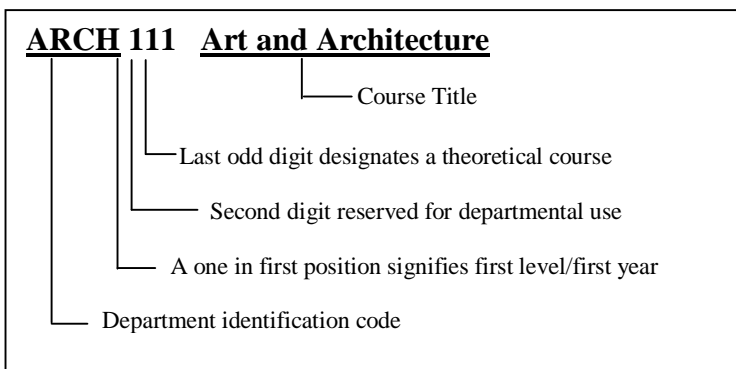 ARCH 111 Art and Architecture
Course Title
Last odd digit designates a theoretical course
Second digit reserved for departmental use
A one in first position signifies first level/first year
Department identification code